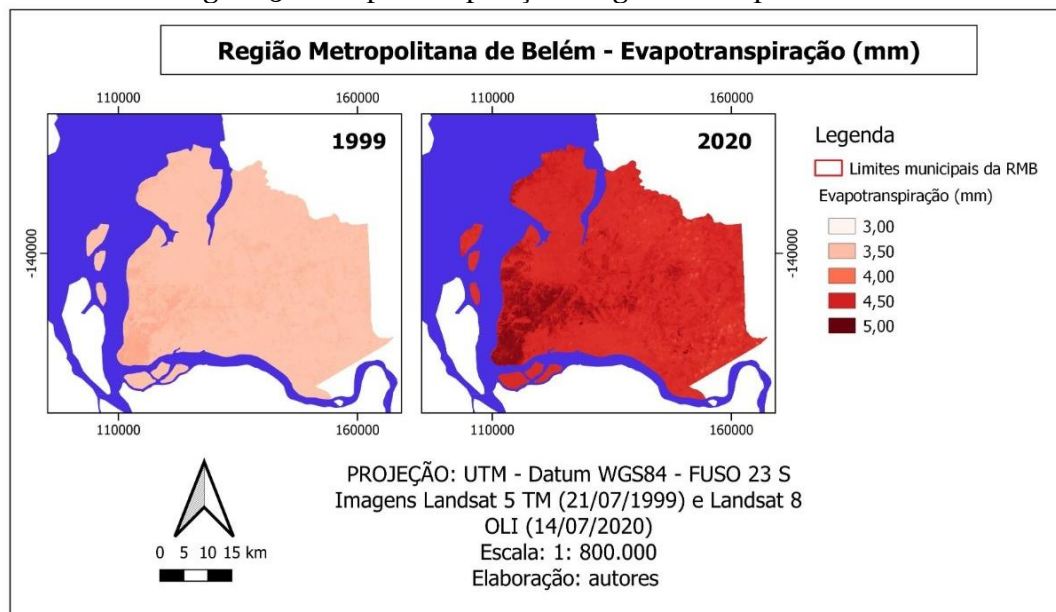 Região Metropolitana de Belém - Evapotranspiração (mm)
110000 160000 110000 160000
1999 2020
-140000 -140000
110000 160000 110000 160000
Legenda
Limites municipais da RMB
Evapotranspiração (mm)
3,00
3,50
4,00
4,50
5,00
0 5 10 15 km
PROJEÇÃO: UTM - Datum WGS84 - FUSO 23 S
Imagens Landsat 5 TM (21/07/1999) e Landsat 8
OLI (14/07/2020)
Escala: 1: 800.000
Elaboração: autores